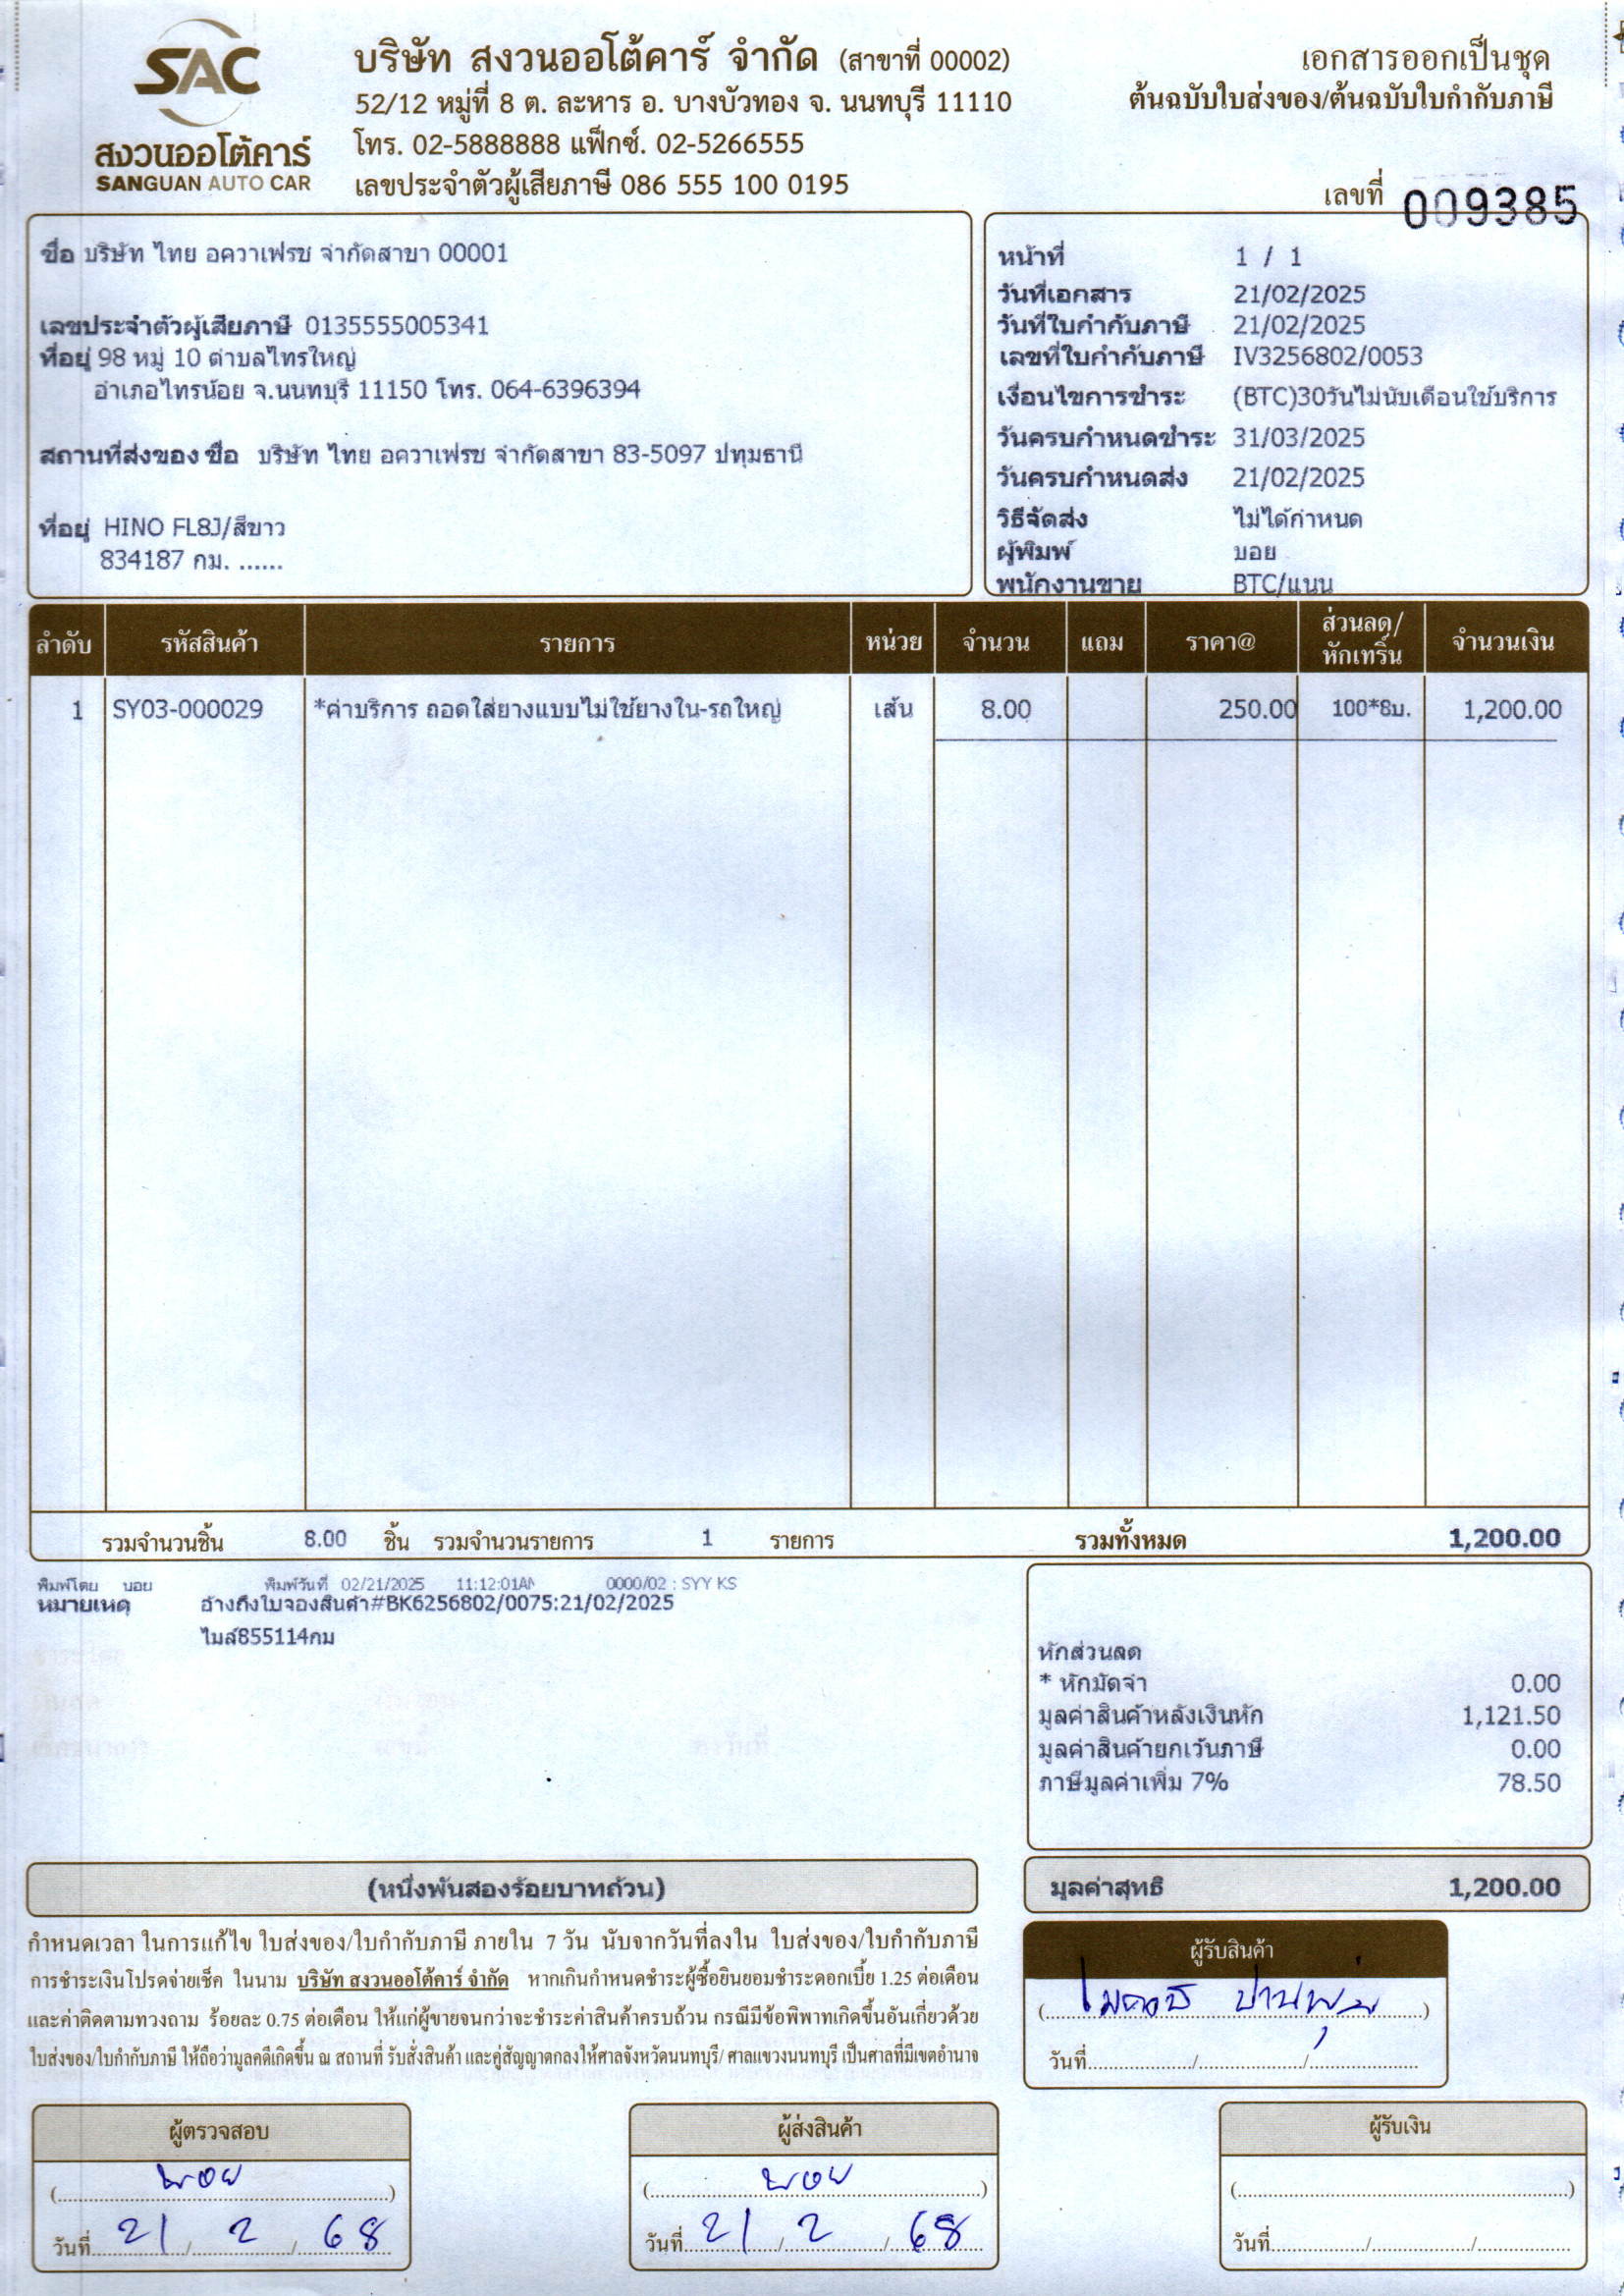 SAC
สงวนออโต้คาร์
SANGUAN AUTO CAR
บริษัท สงวนออโต้คาร์ จำกัด (สาขาที่ 00002)
52/12 หมู่ที่ 8 ต. ละหาร อ. บางบัวทอง จ. นนทบุรี 11110
โทร. 02-5888888 แฟ็กซ์. 02-5266555
เลขประจำตัวผู้เสียภาษี 086 555 100 0195
เอกสารออกเป็นชุด
ต้นฉบับใบส่งของ/ต้นฉบับใบกำกับภาษี
เลขที่ 009385
ชื่อ บริษัท ไทย อควาเฟรช จำกัดสาขา 00001
เลขประจำตัวผู้เสียภาษี 0135555005341
ที่อยู่ 98 หมู่ 10 ตำบลไทรใหญ่
อำเภอไทรน้อย จ.นนทบุรี 11150 โทร. 064-6396394
สถานที่ส่งของ ชื่อ บริษัท ไทย อควาเฟรช จำกัดสาขา 83-5097 ปทุมธานี
ที่อยู่ HINO FL8J/สีขาว
834187 กม. ......
หน้าที่ 1 / 1
วันที่เอกสาร 21/02/2025
วันที่ใบกำกับภาษี 21/02/2025
เลขที่ใบกำกับภาษี IV3256802/0053
เงื่อนไขการชำระ (BTC)30วันไม่นับเดือนใช้บริการ
วันครบกำหนดชำระ 31/03/2025
วันครบกำหนดส่ง 21/02/2025
วิธีจัดส่ง ไม่ได้กำหนด
ผู้พิมพ์ บอย
พนักงานขาย BTC/แนน
ลำดับ รหัสสินค้า รายการ หน่วย จำนวน แถม ราคา@ ส่วนลด/หักเทริ์น จำนวนเงิน
1 SY03-000029 *ค่าบริการ ถอดใส่ยางแบบไม่ใช้ยางใน-รถใหญ่ เส้น 8.00 250.00 100*8บ. 1,200.00
รวมจำนวนชิ้น 8.00 ชิ้น รวมจำนวนรายการ 1 รายการ รวมทั้งหมด 1,200.00
พิมพ์โดย บอย พิมพ์วันที่ 02/21/2025 11:12:01AM 0000/02 : SYY KS
หมายเหตุ อ้างถึงใบจองสินค้า#BK6256802/0075:21/02/2025
ไมล์855114กม
หักส่วนลด
* หักมัดจำ 0.00
มูลค่าสินค้าหลังเงินหัก 1,121.50
มูลค่าสินค้ายกเว้นภาษี 0.00
ภาษีมูลค่าเพิ่ม 7% 78.50
(หนึ่งพันสองร้อยบาทถ้วน)
มูลค่าสุทธิ 1,200.00
กำหนดเวลา ในการแก้ไข ใบส่งของ/ใบกำกับภาษี ภายใน 7 วัน นับจากวันที่ลงใน ใบส่งของ/ใบกำกับภาษี
การชำระเงินโปรดจ่ายเช็ค ในนาม บริษัท สงวนออโต้คาร์ จำกัด หากเกินกำหนดชำระผู้ซื้อยินยอมชำระดอกเบี้ย 1.25 ต่อเดือน
และค่าติดตามทวงถาม ร้อยละ 0.75 ต่อเดือน ให้แก่ผู้ขายจนกว่าจะชำระค่าสินค้าครบถ้วน กรณีมีข้อพิพาทเกิดขึ้นอันเกี่ยวด้วย
ใบส่งของ/ใบกำกับภาษี ให้ถือว่ามูลคดีเกิดขึ้น ณ สถานที่ รับสั่งสินค้า และคู่สัญญาตกลงให้ศาลจังหวัดนนทบุรี/ ศาลแขวงนนทบุรี เป็นศาลที่มีเขตอำนาจ
ผู้รับสินค้า
วันที่
ผู้ตรวจสอบ
บอย
วันที่ 21/2/68
ผู้ส่งสินค้า
บอย
วันที่ 21/2/68
ผู้รับเงิน
วันที่